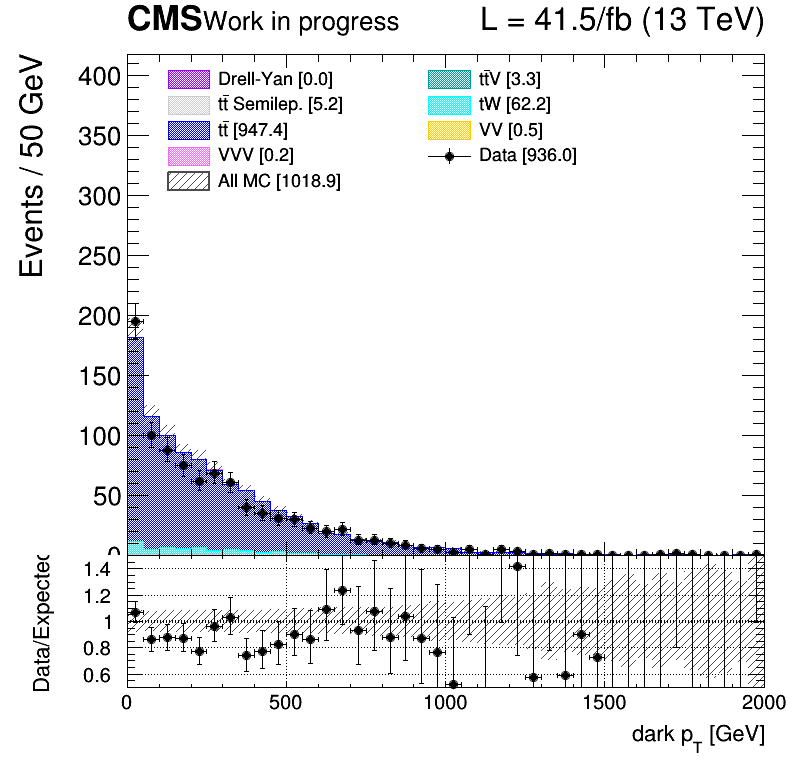 CMS Work in progress L = 41.5/fb (13 TeV)
Events / 50 GeV
400
350
300
250
200
150
100
50
0
Drell-Yan [0.0]
tt̄ Semilep. [5.2]
tt̄ [947.4]
VVV [0.2]
All MC [1018.9]
tt̄V [3.3]
tW [62.2]
VV [0.5]
Data [936.0]
Data/Expected
1.4
1.2
1
0.8
0.6
0 500 1000 1500 2000
dark p_T [GeV]